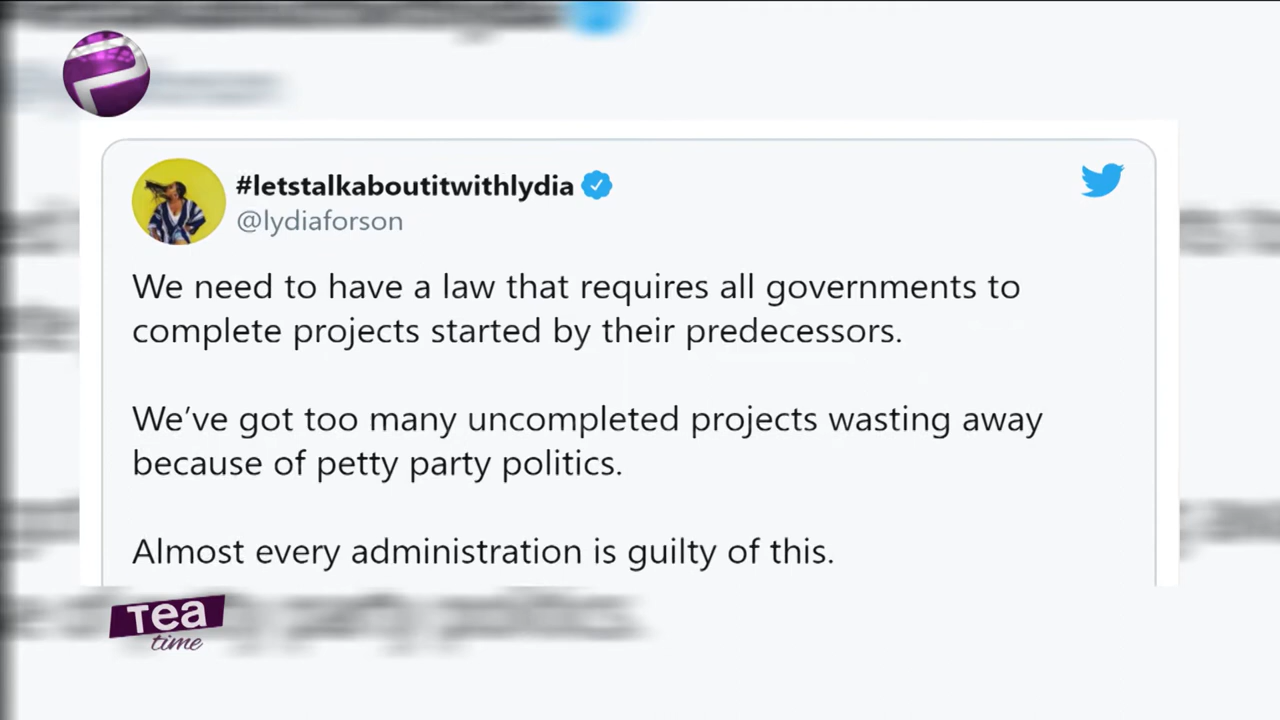 #letstalkaboutitwithlydia
@lydiaforson
We need to have a law that requires all governments to
complete projects started by their predecessors.
We’ve got too many uncompleted projects wasting away
because of petty party politics.
Almost every administration is guilty of this.
Tea
time